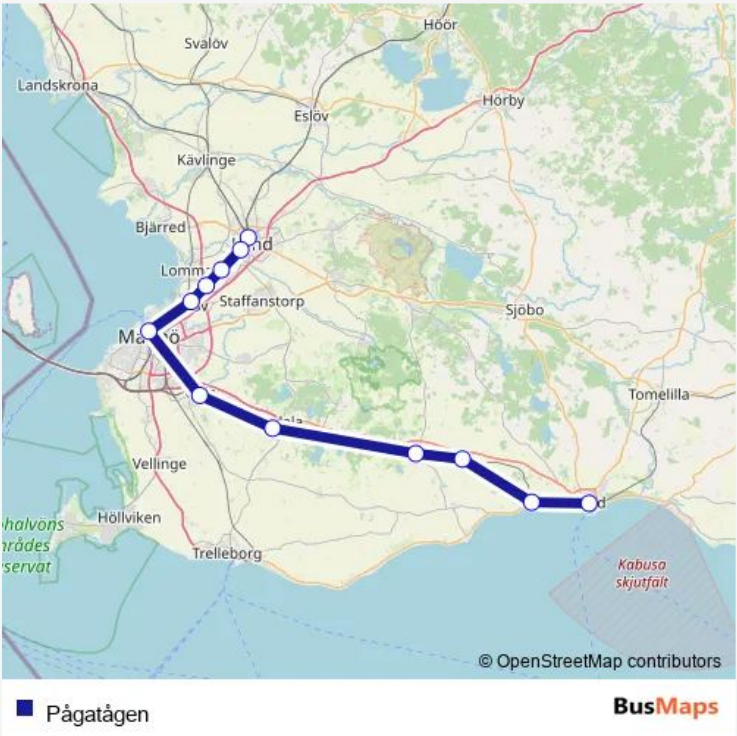 Höör
Svalöv
Landskrona
Hörby
Eslöv
Kävlinge
Bjärred
Staffanstorp
Sjöbo
Tomelilla
Vellinge
Höllviken
Trelleborg
Kabusa
skjutfält
© OpenStreetMap contributors
Pågatågen
BusMaps